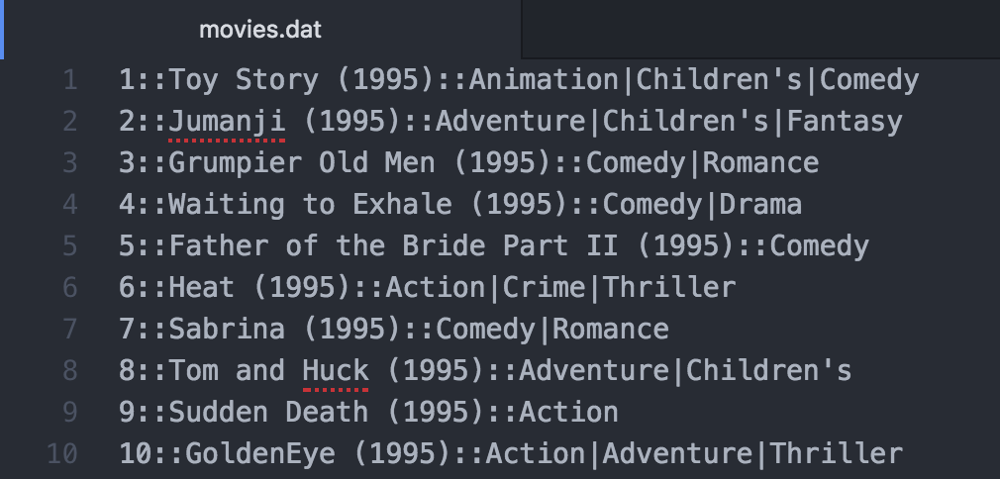 movies.dat
1 1::Toy Story (1995)::Animation|Children's|Comedy
2 2::Jumanji (1995)::Adventure|Children's|Fantasy
3 3::Grumpier Old Men (1995)::Comedy|Romance
4 4::Waiting to Exhale (1995)::Comedy|Drama
5 5::Father of the Bride Part II (1995)::Comedy
6 6::Heat (1995)::Action|Crime|Thriller
7 7::Sabrina (1995)::Comedy|Romance
8 8::Tom and Huck (1995)::Adventure|Children's
9 9::Sudden Death (1995)::Action
10 10::GoldenEye (1995)::Action|Adventure|Thriller